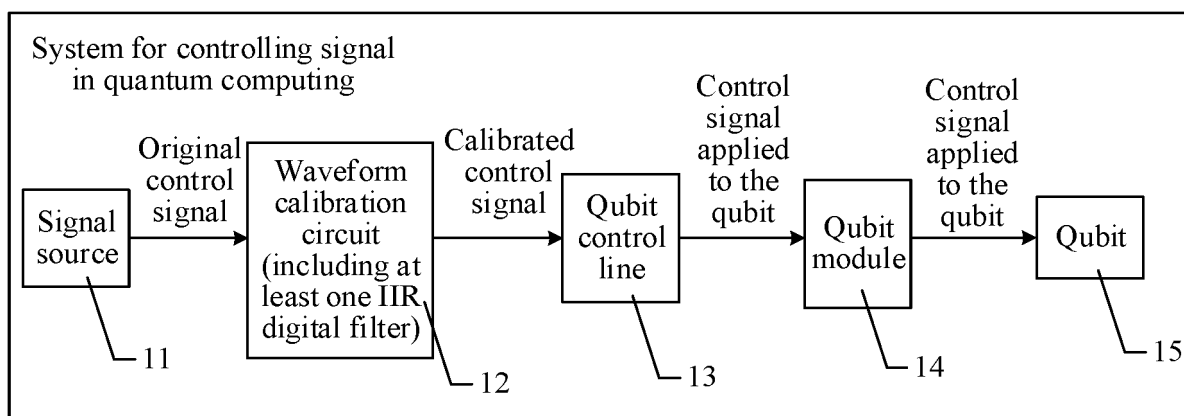 System for controlling signal
in quantum computing
Signal
source
Original
control
signal
Waveform
calibration
circuit
(including at
least one IIR
digital filter)
Calibrated
control
signal
Qubit
control
line
Control
signal
applied
to the
qubit
Qubit
module
Control
signal
applied
to the
qubit
Qubit
11
12
13
14
15